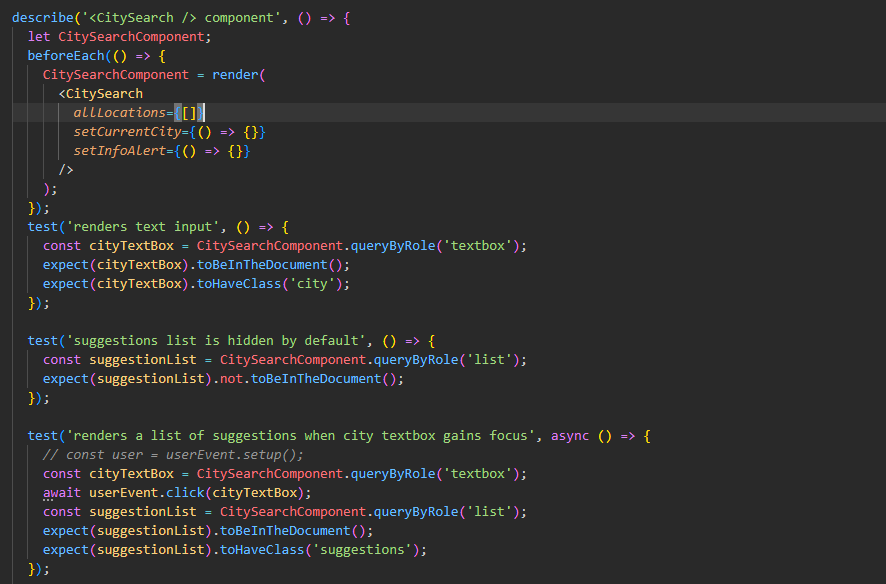 describe('<CitySearch /> component', () => {
let CitySearchComponent;
beforeEach(() => {
CitySearchComponent = render(
<CitySearch
allLocations={[]}
setCurrentCity={() => {}}
setInfoAlert={() => {}}
/>
);
});
test('renders text input', () => {
const cityTextBox = CitySearchComponent.queryByRole('textbox');
expect(cityTextBox).toBeInTheDocument();
expect(cityTextBox).toHaveClass('city');
});
test('suggestions list is hidden by default', () => {
const suggestionList = CitySearchComponent.queryByRole('list');
expect(suggestionList).not.toBeInTheDocument();
});
test('renders a list of suggestions when city textbox gains focus', async () => {
// const user = userEvent.setup();
const cityTextBox = CitySearchComponent.queryByRole('textbox');
await userEvent.click(cityTextBox);
const suggestionList = CitySearchComponent.queryByRole('list');
expect(suggestionList).toBeInTheDocument();
expect(suggestionList).toHaveClass('suggestions');
});